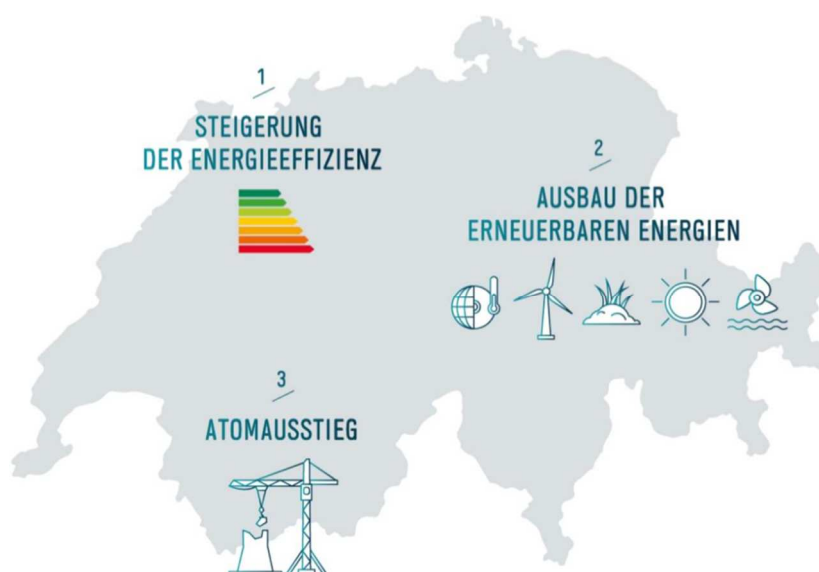 1
STEIGERUNG
DER ENERGIEEFFIZIENZ
2
AUSBAU DER
ERNEUERBAREN ENERGIEN
3
ATOMAUSSTIEG